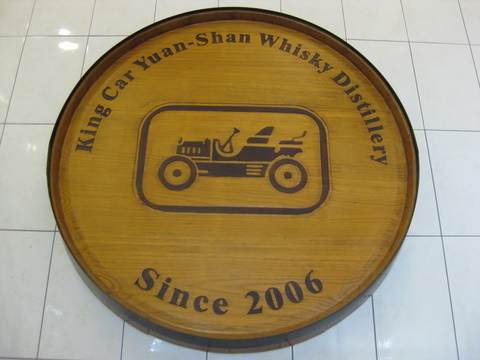 King Car Yuan-Shan Whisky Distillery
Since 2006